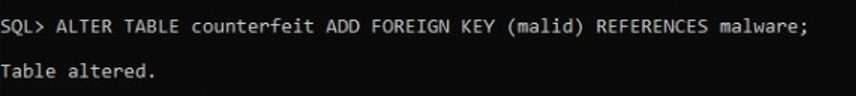 SQL> ALTER TABLE counterfeit ADD FOREIGN KEY (malid) REFERENCES malware;
Table altered.